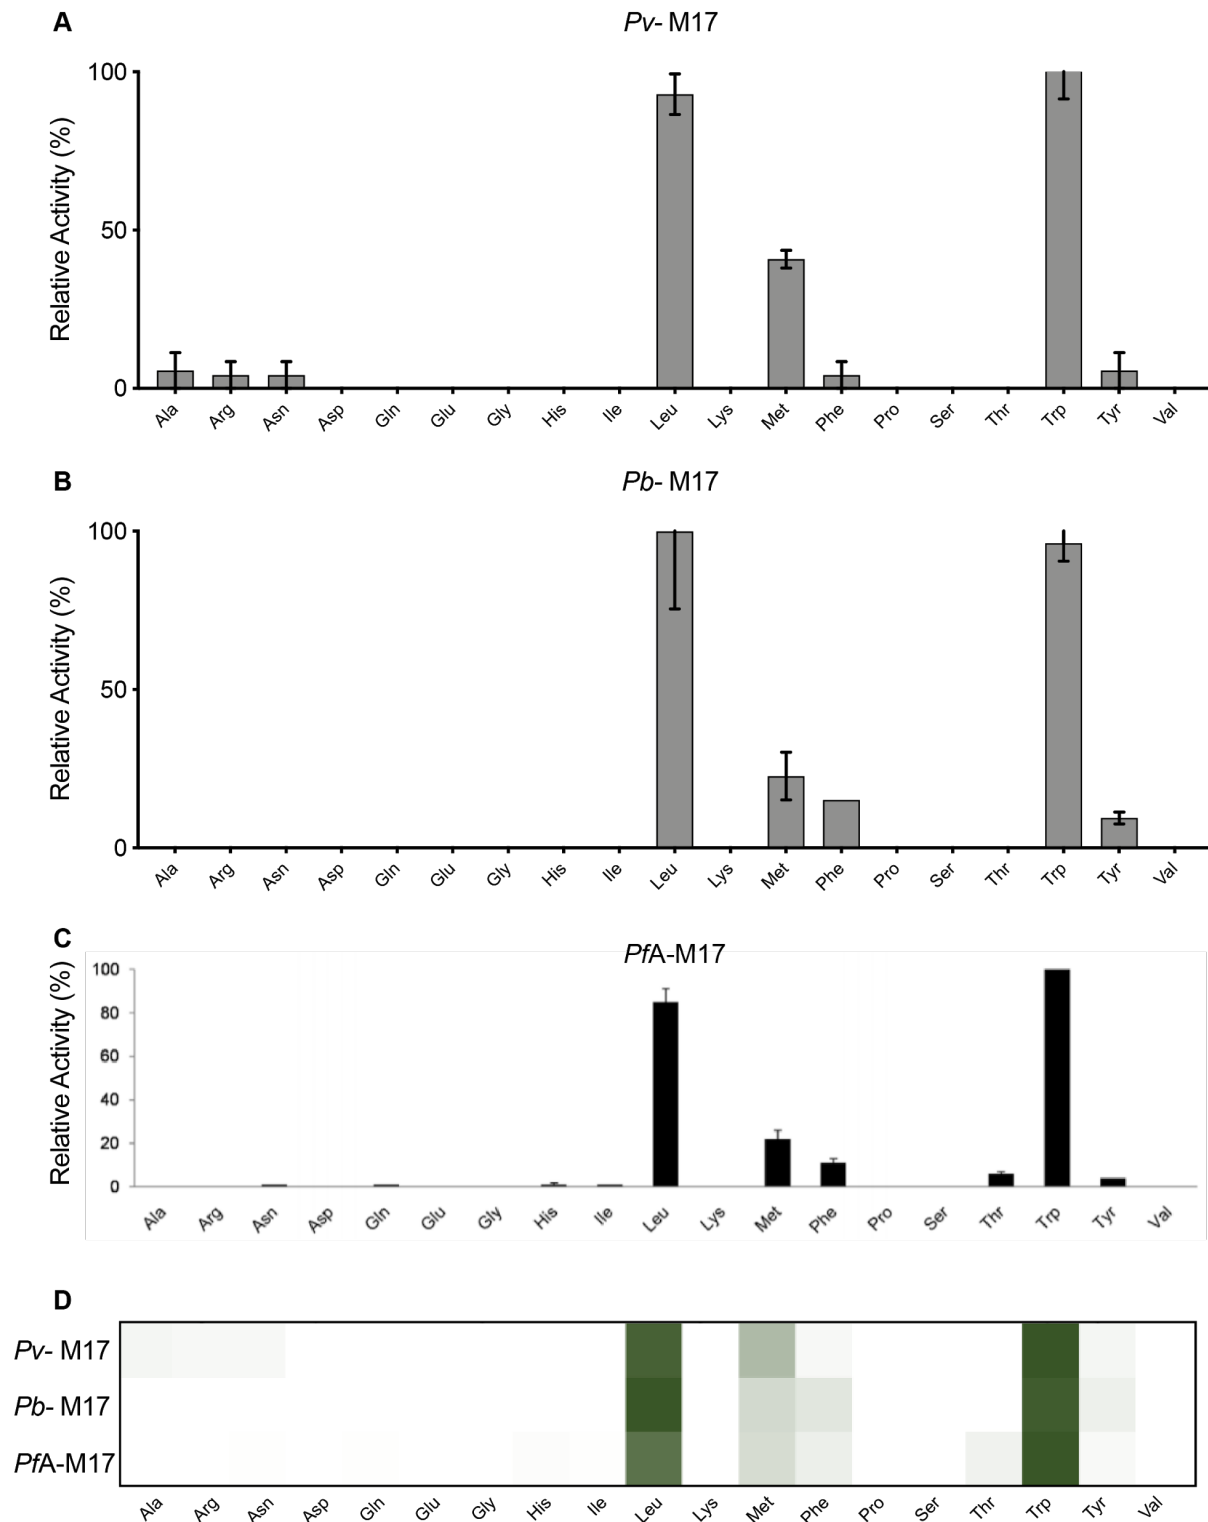 A
Pv- M17
Relative Activity (%)
100
50
0
Ala Arg Asn Asp Gln Glu Gly His Ile Leu Lys Met Phe Pro Ser Thr Trp Tyr Val
B
Pb- M17
Relative Activity (%)
100
50
0
Ala Arg Asn Asp Gln Glu Gly His Ile Leu Lys Met Phe Pro Ser Thr Trp Tyr Val
C
PfA-M17
Relative Activity (%)
100
80
60
40
20
0
Ala Arg Asn Asp Gln Glu Gly His Ile Leu Lys Met Phe Pro Ser Thr Trp Tyr Val
D
Pv- M17
Pb- M17
PfA-M17
Ala Arg Asn Asp Gln Glu Gly His Ile Leu Lys Met Phe Pro Ser Thr Trp Tyr Val